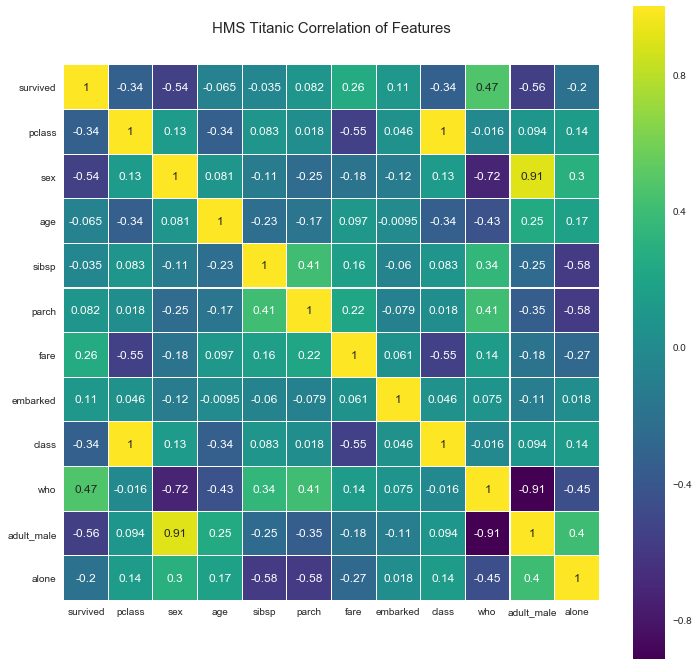 HMS Titanic Correlation of Features
survived 1 -0.34 -0.54 -0.065 -0.035 0.082 0.26 0.11 -0.34 0.47 -0.56 -0.2
pclass -0.34 1 0.13 -0.34 0.083 0.018 -0.55 0.046 1 -0.016 0.094 0.14
sex -0.54 0.13 1 0.081 -0.11 -0.25 -0.18 -0.12 0.13 -0.72 0.91 0.3
age -0.065 -0.34 0.081 1 -0.23 -0.17 0.097 -0.0095 -0.34 -0.43 0.25 0.17
sibsp -0.035 0.083 -0.11 -0.23 1 0.41 0.16 -0.06 0.083 0.34 -0.25 -0.58
parch 0.082 0.018 -0.25 -0.17 0.41 1 0.22 -0.079 0.018 0.41 -0.35 -0.58
fare 0.26 -0.55 -0.18 0.097 0.16 0.22 1 0.061 -0.55 0.14 -0.18 -0.27
embarked 0.11 0.046 -0.12 -0.0095 -0.06 -0.079 0.061 1 0.046 0.075 -0.11 0.018
class -0.34 1 0.13 -0.34 0.083 0.018 -0.55 0.046 1 -0.016 0.094 0.14
who 0.47 -0.016 -0.72 -0.43 0.34 0.41 0.14 0.075 -0.016 1 -0.91 -0.45
adult_male -0.56 0.094 0.91 0.25 -0.25 -0.35 -0.18 -0.11 0.094 -0.91 1 0.4
alone -0.2 0.14 0.3 0.17 -0.58 -0.58 -0.27 0.018 0.14 -0.45 0.4 1
survived pclass sex age sibsp parch fare embarked class who adult_male alone
0.8
0.4
0.0
−0.4
−0.8